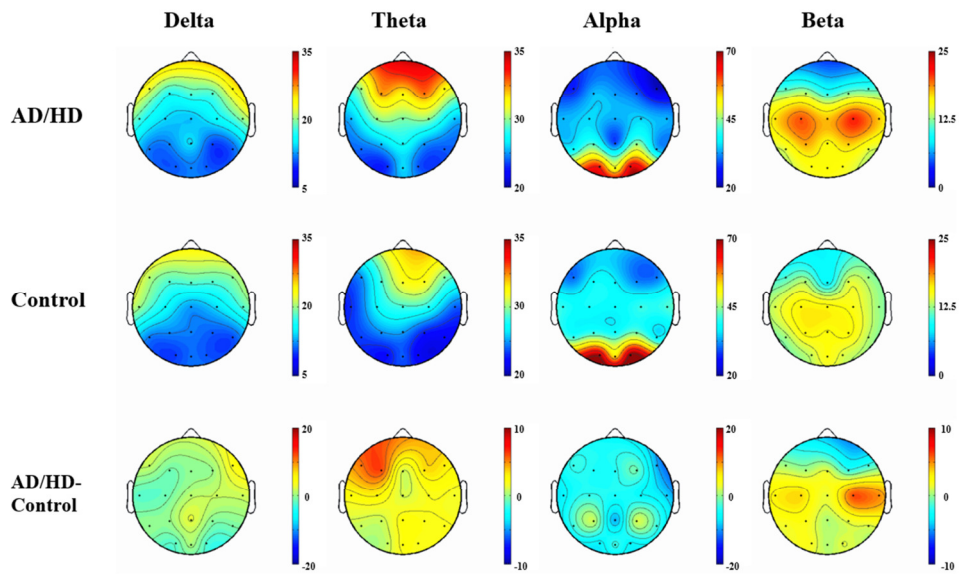 Delta Theta Alpha Beta
35 35 70 25
AD/HD
20 30 45 12.5
5 20 20 0
35 35 70 25
Control
20 30 45 12.5
5 20 20 0
20 10 20 10
AD/HD-
Control
0 0 0 0
-20 -10 -20 -10